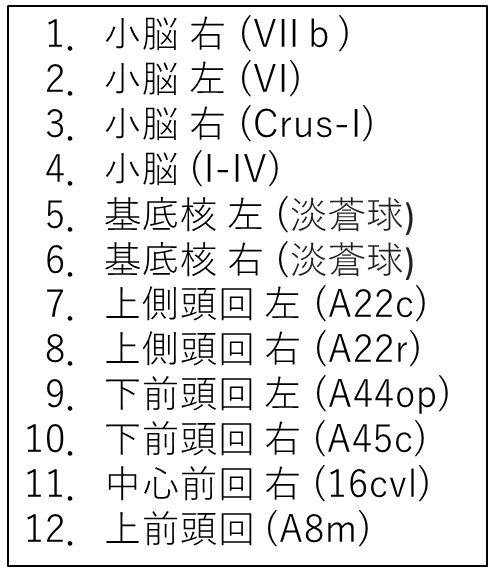 1. 小脳 右 (VII b )
2. 小脳 左 (VI)
3. 小脳 右 (Crus-I)
4. 小脳 (I-IV)
5. 基底核 左 (淡蒼球)
6. 基底核 右 (淡蒼球)
7. 上側頭回 左 (A22c)
8. 上側頭回 右 (A22r)
9. 下前頭回 左 (A44op)
10. 下前頭回 右 (A45c)
11. 中心前回 右 (16cvl)
12. 上前頭回 (A8m)